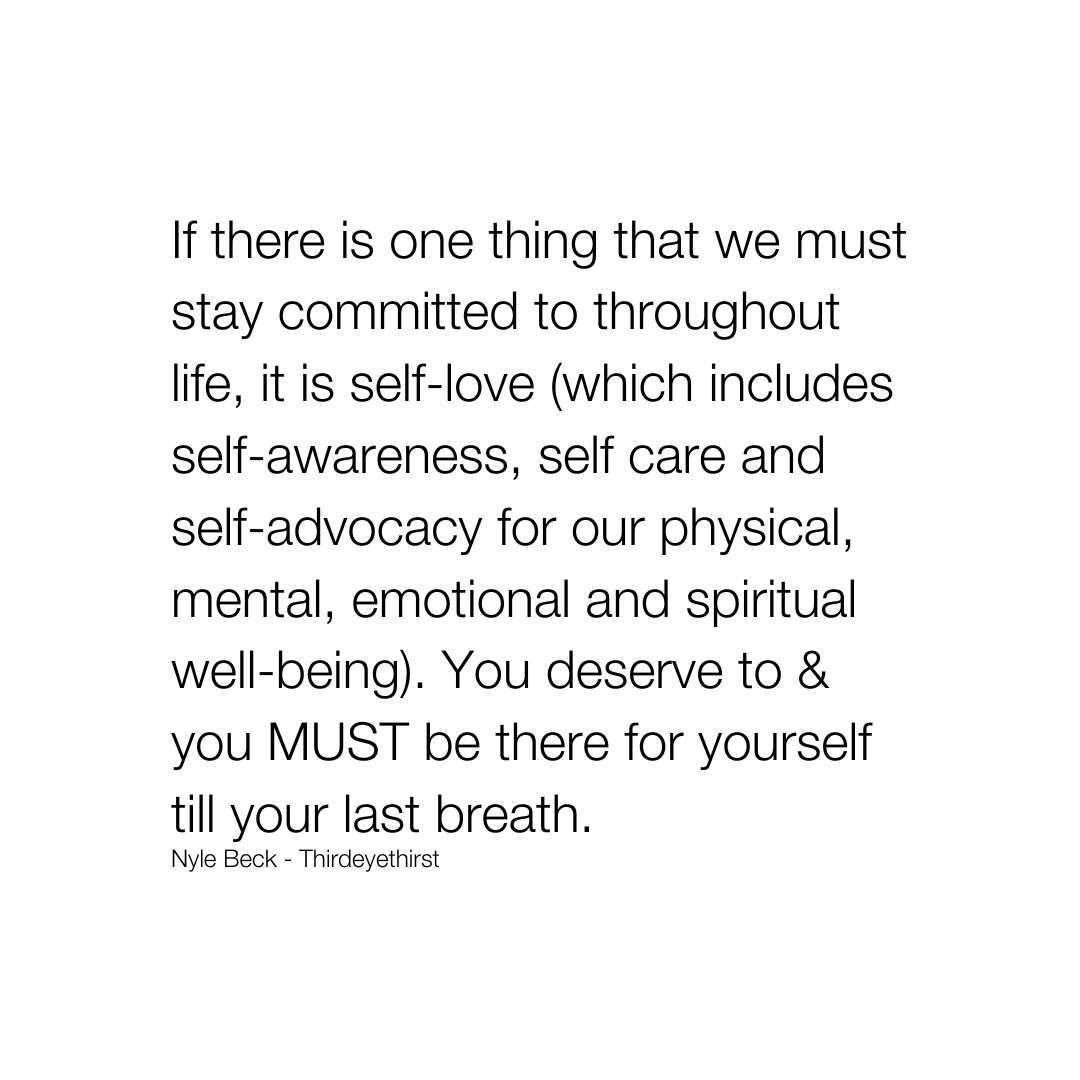 If there is one thing that we must
stay committed to throughout
life, it is self-love (which includes
self-awareness, self care and
self-advocacy for our physical,
mental, emotional and spiritual
well-being). You deserve to &
you MUST be there for yourself
till your last breath.
Nyle Beck - Thirdeyethirst